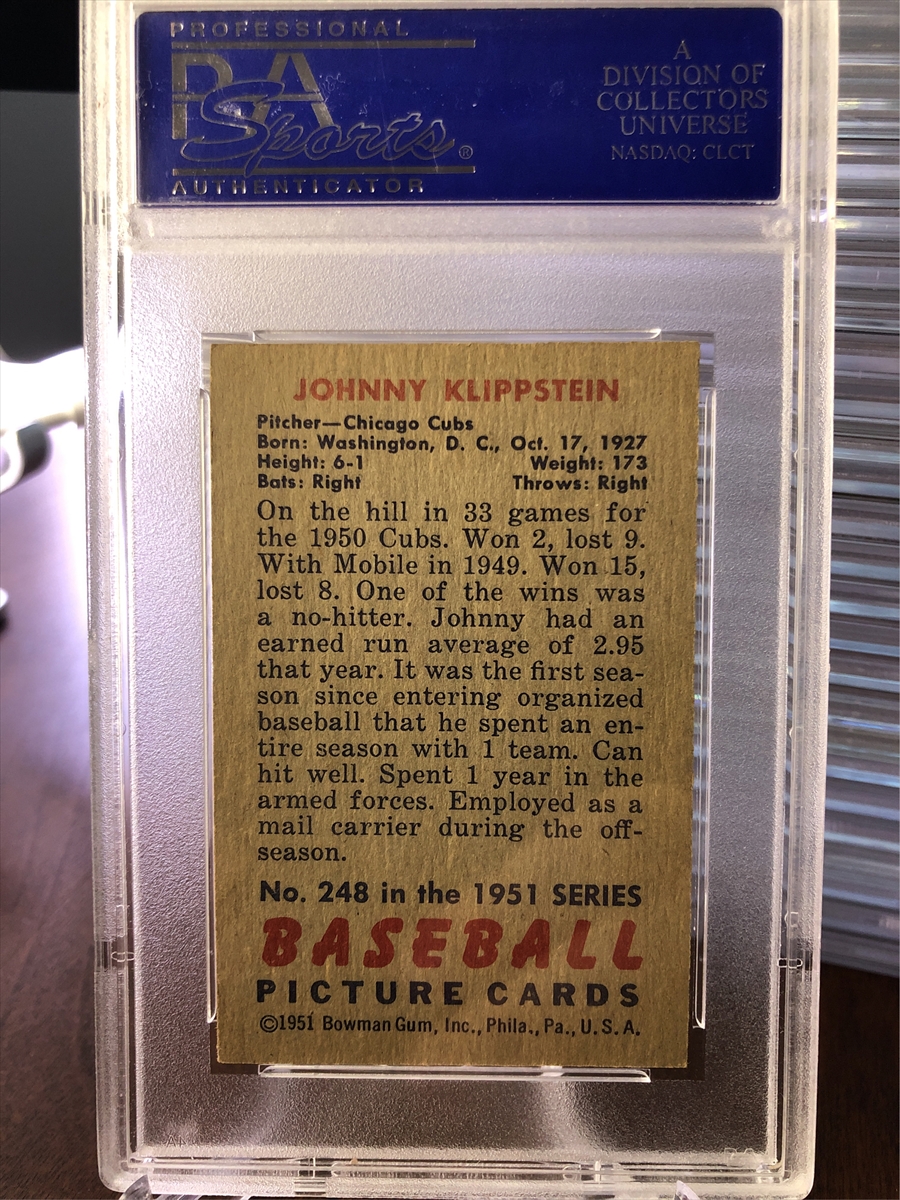 PROFESSIONAL
PSA
Sports®
AUTHENTICATOR
A
DIVISION OF
COLLECTORS
UNIVERSE
NASDAQ: CLCT
JOHNNY KLIPPSTEIN
Pitcher—Chicago Cubs
Born: Washington, D. C., Oct. 17, 1927
Height: 6-1 Weight: 173
Bats: Right Throws: Right
On the hill in 33 games for
the 1950 Cubs. Won 2, lost 9.
With Mobile in 1949. Won 15,
lost 8. One of the wins was
a no-hitter. Johnny had an
earned run average of 2.95
that year. It was the first sea-
son since entering organized
baseball that he spent an en-
tire season with 1 team. Can
hit well. Spent 1 year in the
armed forces. Employed as a
mail carrier during the off-
season.
No. 248 in the 1951 SERIES
BASEBALL
PICTURE CARDS
©1951 Bowman Gum, Inc., Phila., Pa., U. S. A.